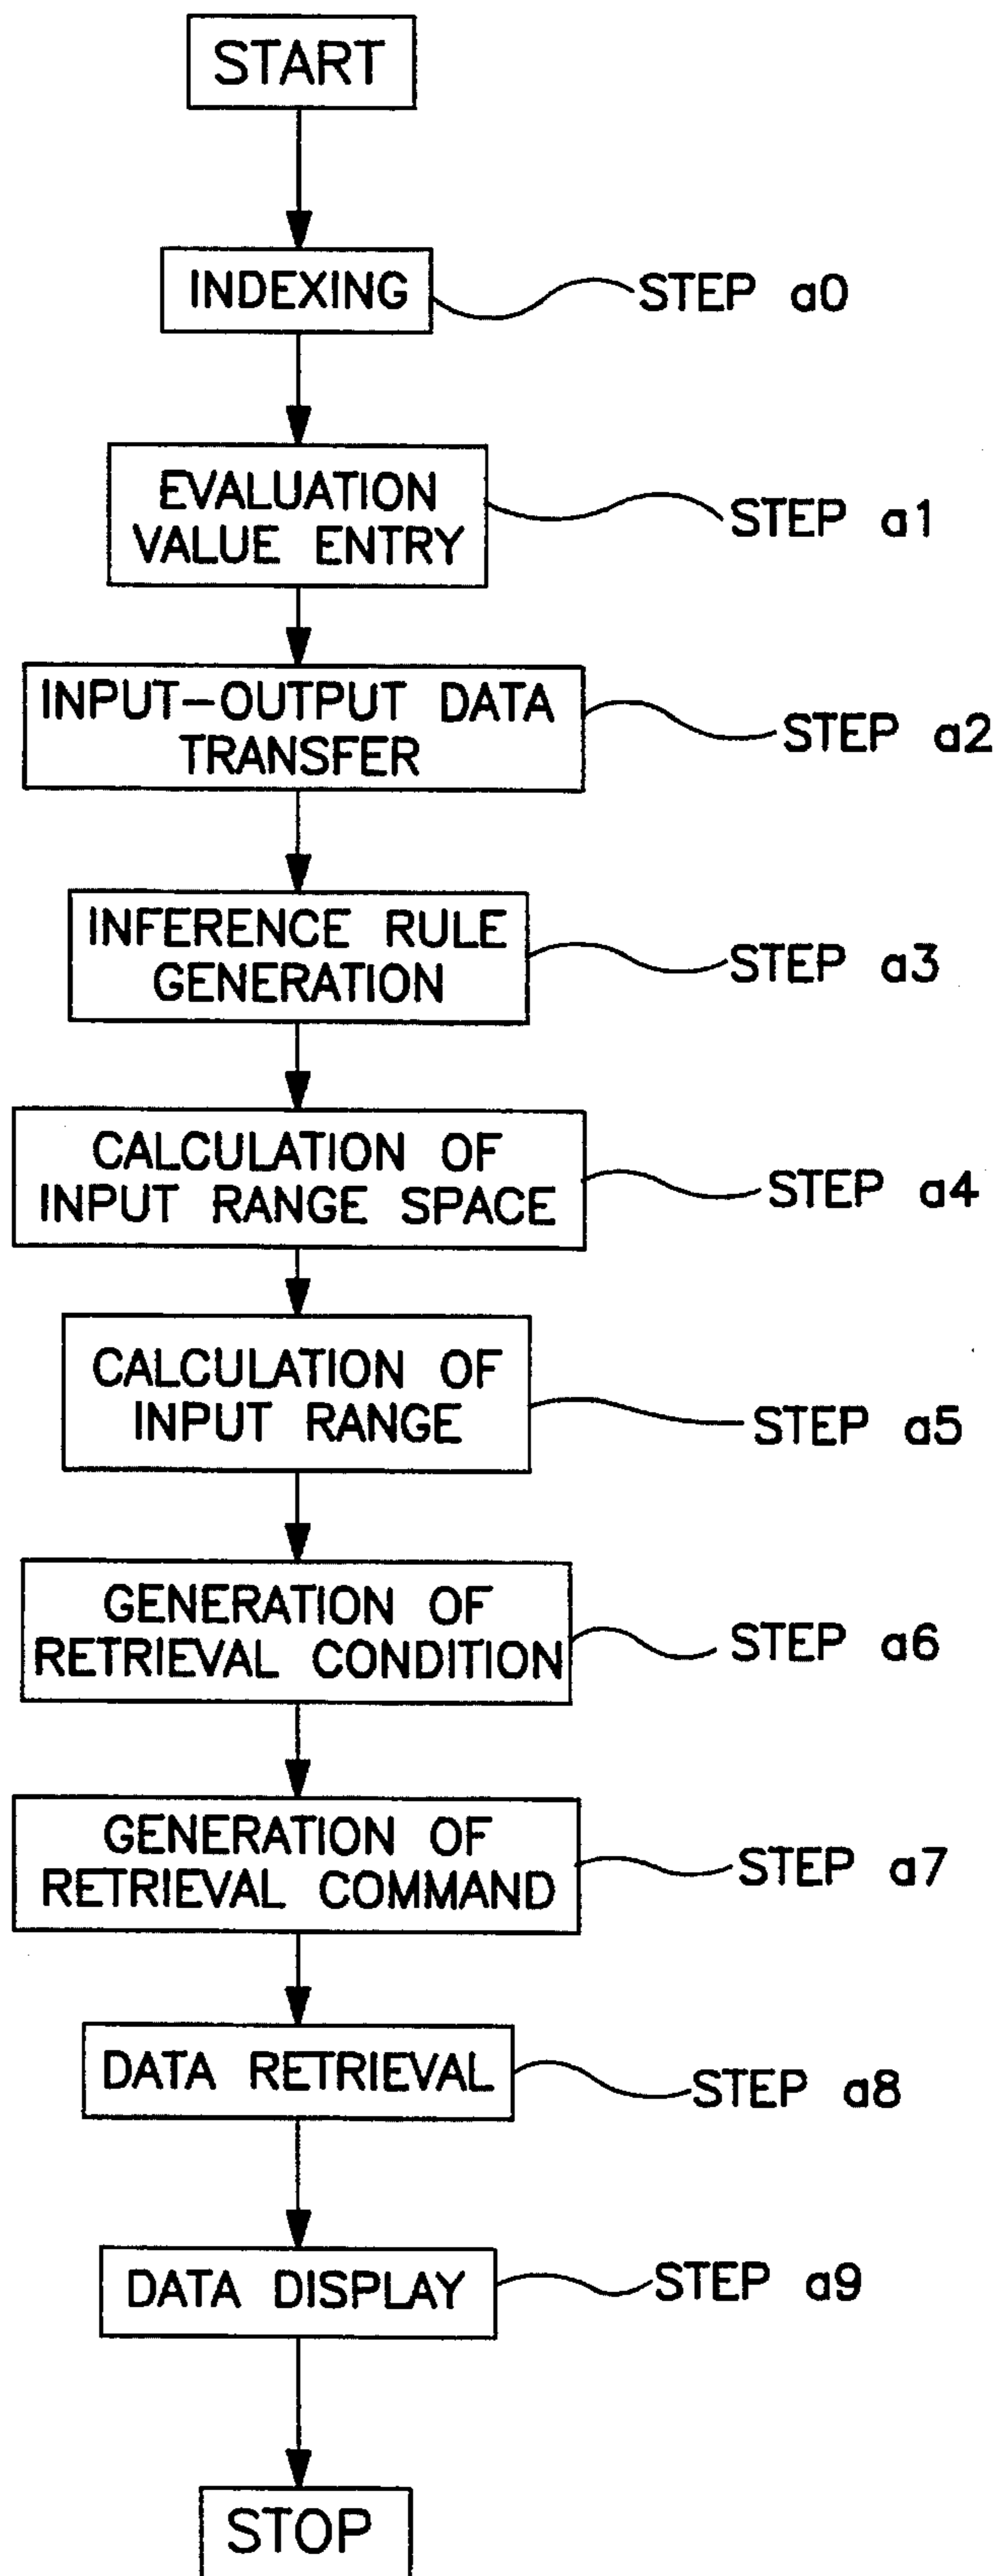 START
INDEXING
STEP a0
EVALUATION
VALUE ENTRY
STEP a1
INPUT-OUTPUT DATA
TRANSFER
STEP a2
INFERENCE RULE
GENERATION
STEP a3
CALCULATION OF
INPUT RANGE SPACE
STEP a4
CALCULATION OF
INPUT RANGE
STEP a5
GENERATION OF
RETRIEVAL CONDITION
STEP a6
GENERATION OF
RETRIEVAL COMMAND
STEP a7
DATA RETRIEVAL
STEP a8
DATA DISPLAY
STEP a9
STOP